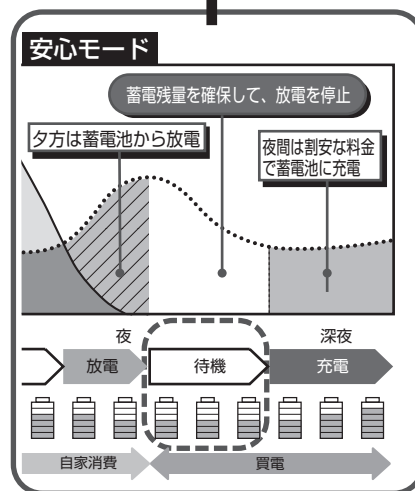 安心モード
蓄電残量を確保して、放電を停止
夕方は蓄電池から放電
夜間は割安な料金
で蓄電池に充電
夜
深夜
放電
待機
充電
自家消費
買電